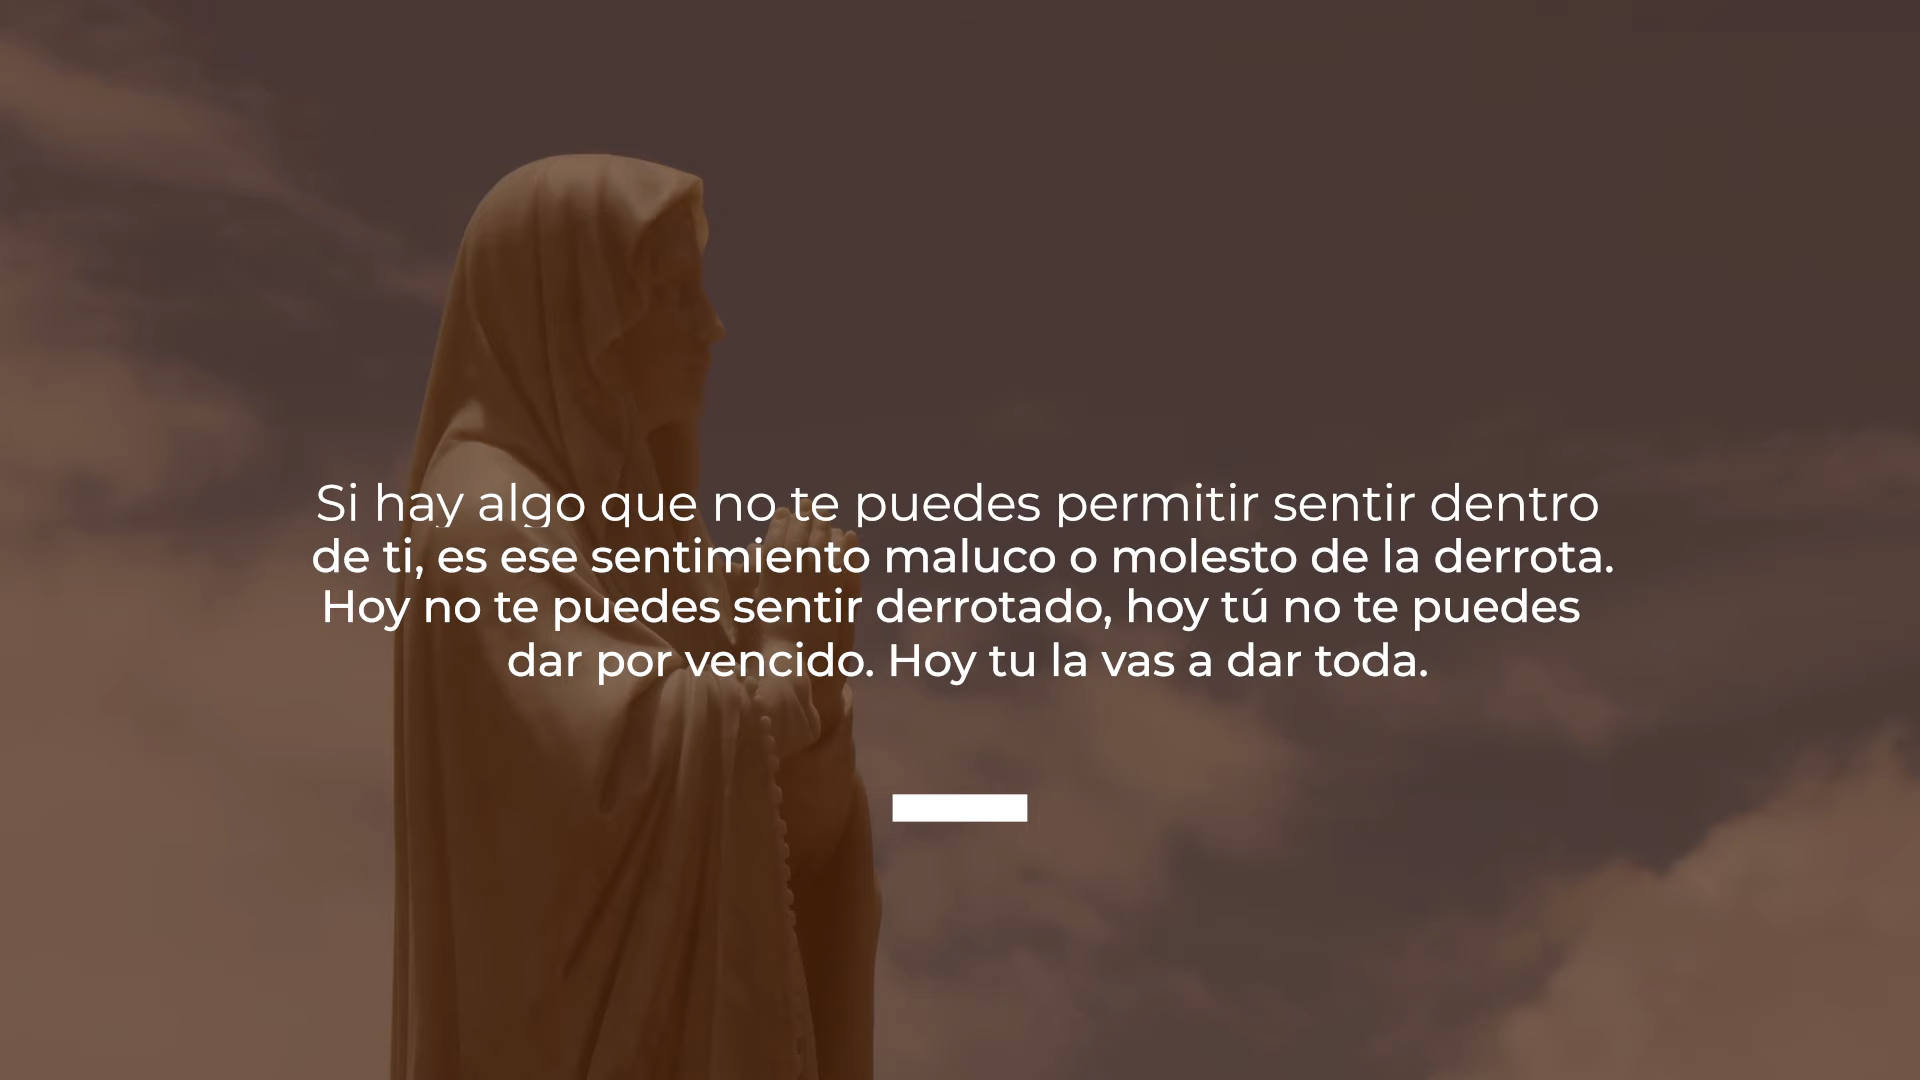 Si hay algo que no te puedes permitir sentir dentro
de ti, es ese sentimiento maluco o molesto de la derrota.
Hoy no te puedes sentir derrotado, hoy tú no te puedes
dar por vencido. Hoy tu la vas a dar toda.